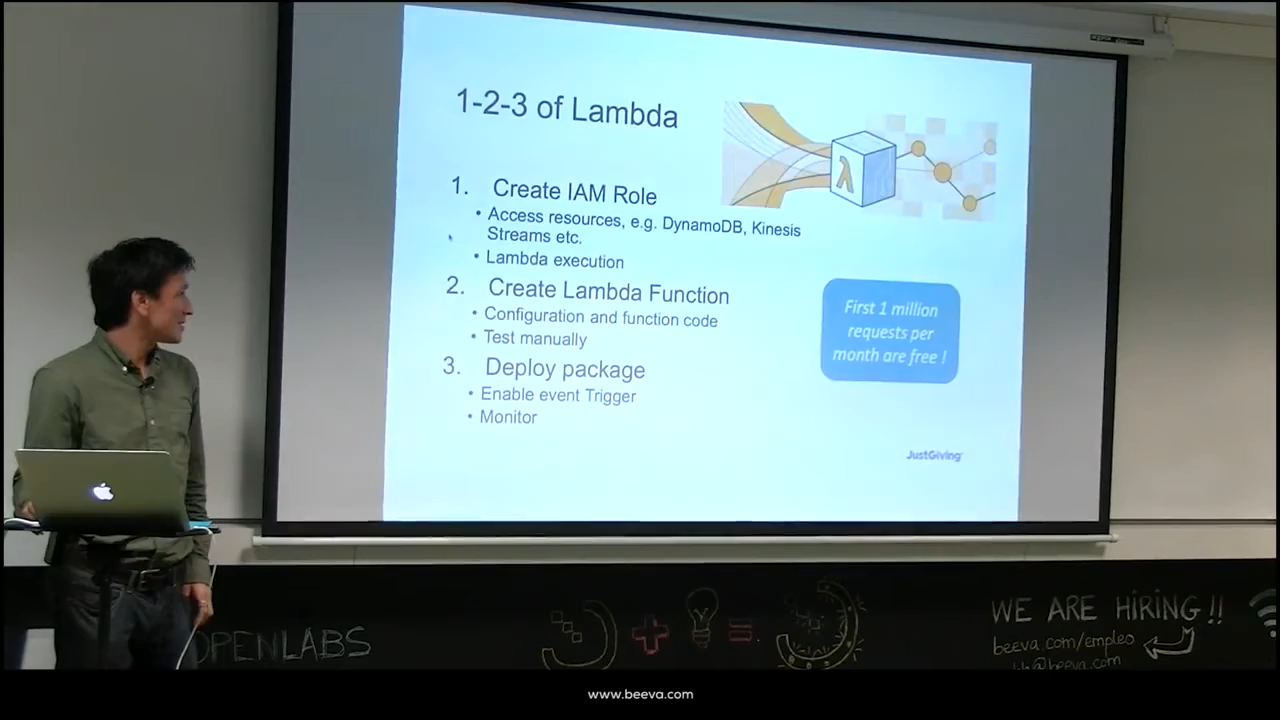 1-2-3 of Lambda
1. Create IAM Role
• Access resources, e.g. DynamoDB, Kinesis
Streams etc.
• Lambda execution
2. Create Lambda Function
• Configuration and function code
• Test manually
3. Deploy package
• Enable event Trigger
• Monitor
λ
First 1 million
requests per
month are free !
JustGiving
OPENLABS
+ =
WE ARE HiRiNG !!
beeva.com/empleo
@beeva.com
www.beeva.com